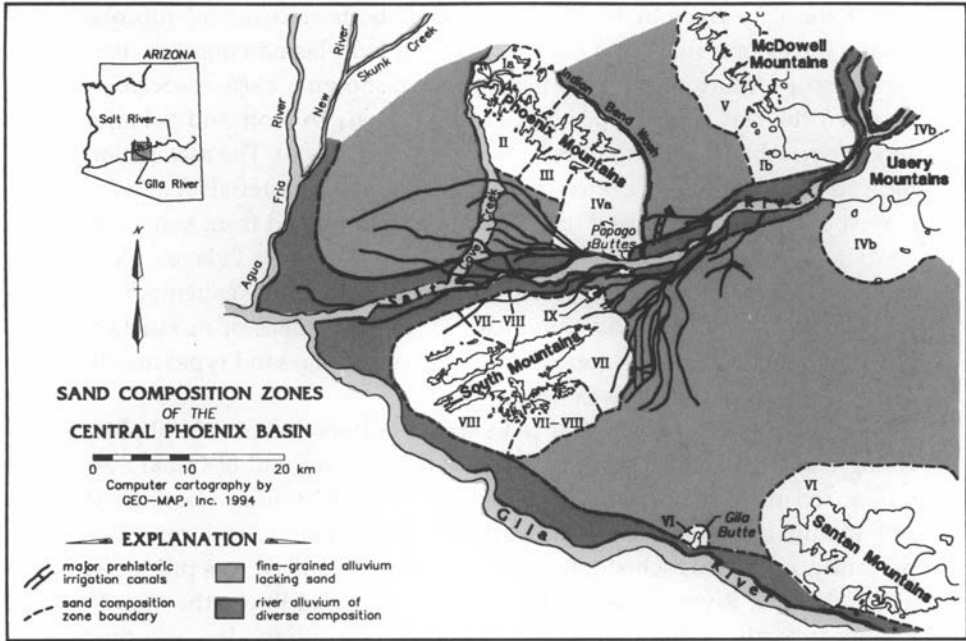 ARIZONA
Salt River
Gila River
Agua
Fria
River
New
River
Skunk
Creek
Ia
Phoenix Mountains
Indian Bend Wash
II
III
IVa
Papago
Buttes
Cave
Creek
Salt
River
McDowell
Mountains
V
Ib
IVb
Usery
Mountains
IVb
VII–VIII
IX
South Mountains
VII
VIII
VII–VIII
SAND COMPOSITION ZONES
OF THE
CENTRAL PHOENIX BASIN
0 10 20 km
Computer cartography by
GEO-MAP, Inc. 1994
Gila
River
VI
Gila
Butte
VI
Santan Mountains
EXPLANATION
major prehistoric
irrigation canals
sand composition
zone boundary
fine-grained alluvium
lacking sand
river alluvium of
diverse composition